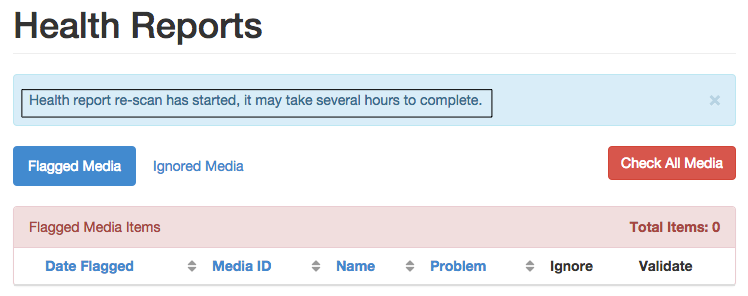 Health Reports
Health report re-scan has started, it may take several hours to complete. ×
Flagged Media Ignored Media Check All Media
Flagged Media Items Total Items: 0
Date Flagged Media ID Name Problem Ignore Validate